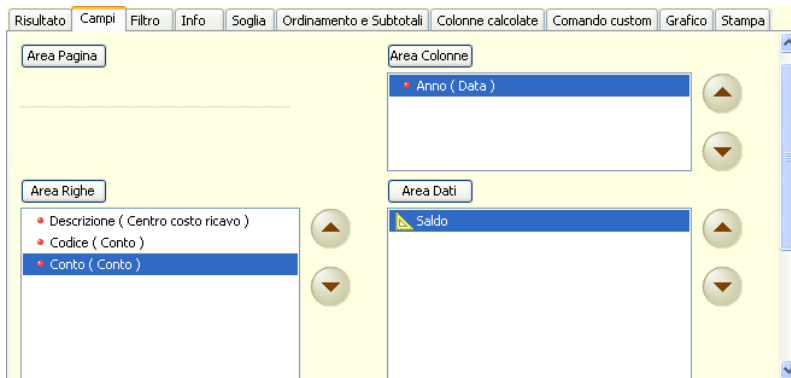 Risultato Campi Filtro Info Soglia Ordinamento e Subtotali Colonne calcolate Comando custom Grafico Stampa
Area Pagina
Area Colonne
Anno ( Data )
Area Righe
Descrizione ( Centro costo ricavo )
Codice ( Conto )
Conto ( Conto )
Area Dati
Saldo